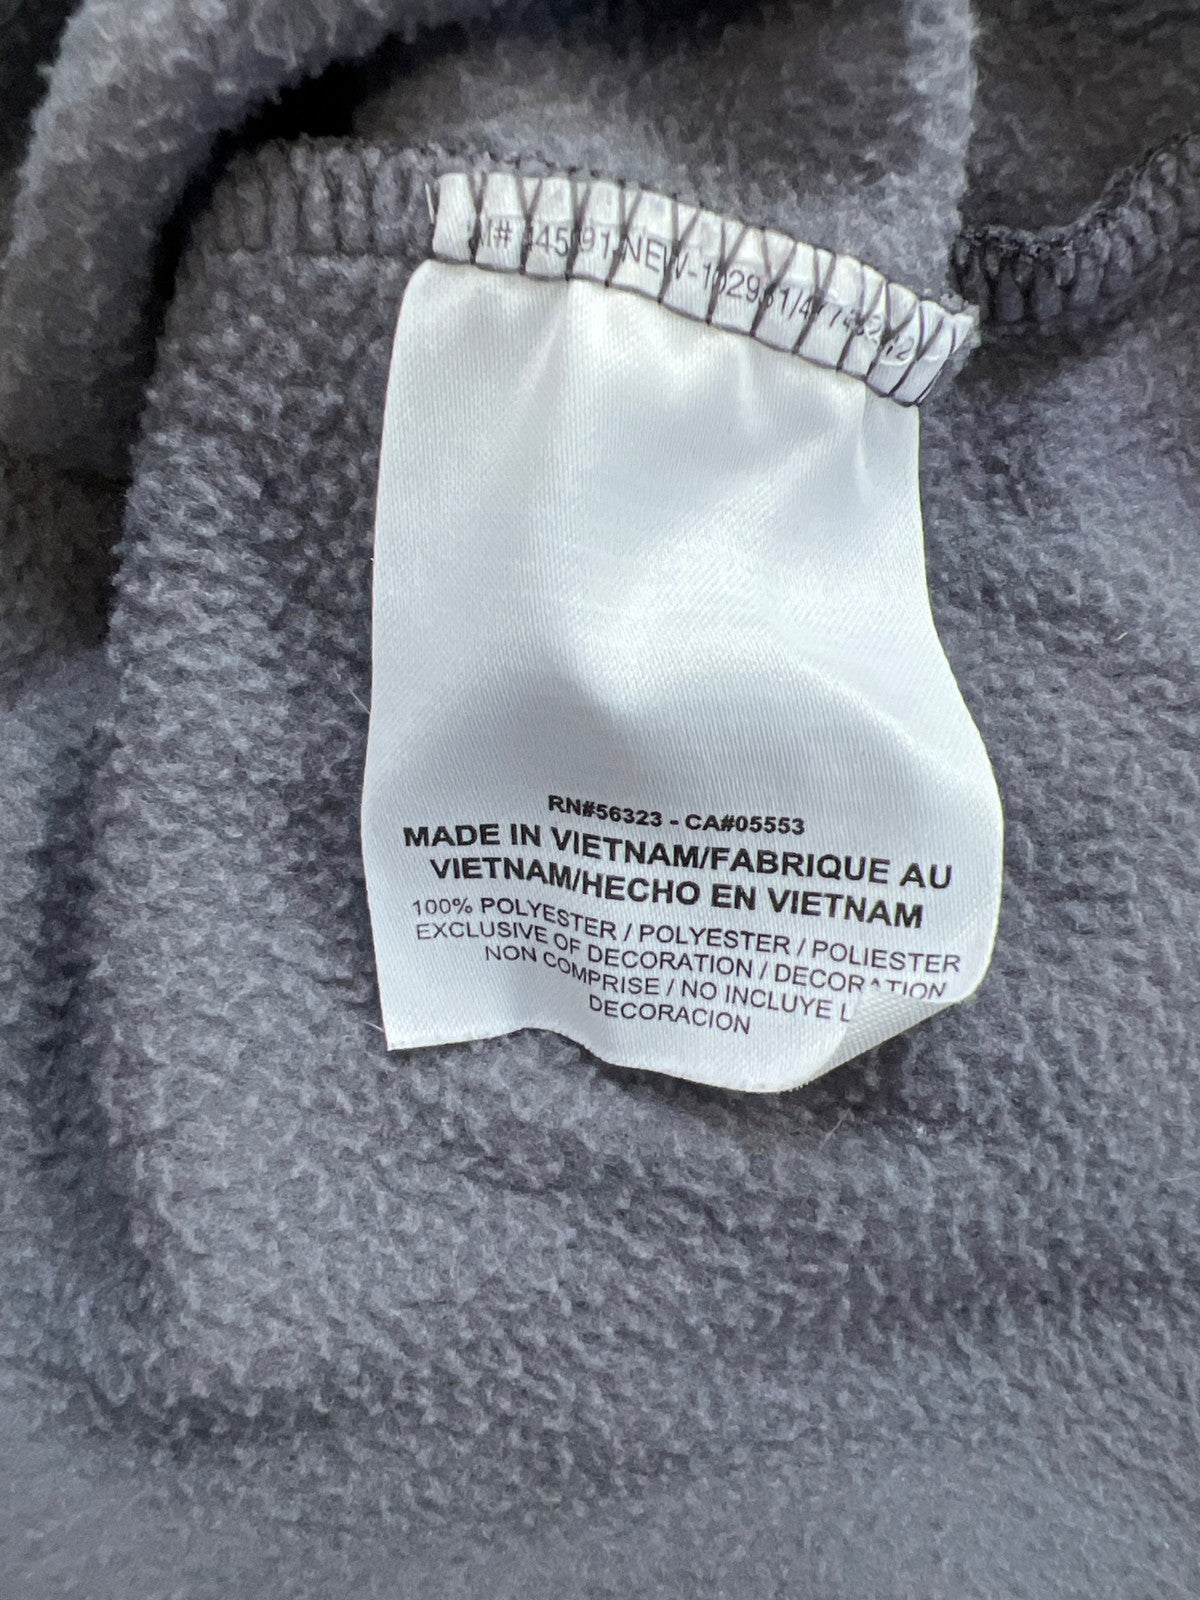 RN#56323 - CA#05553
MADE IN VIETNAM/FABRIQUE AU
VIETNAM/HECHO EN VIETNAM
100% POLYESTER / POLYESTER / POLIESTER
EXCLUSIVE OF DECORATION / DECORATION
NON COMPRISE / NO INCLUYE L
DECORACION